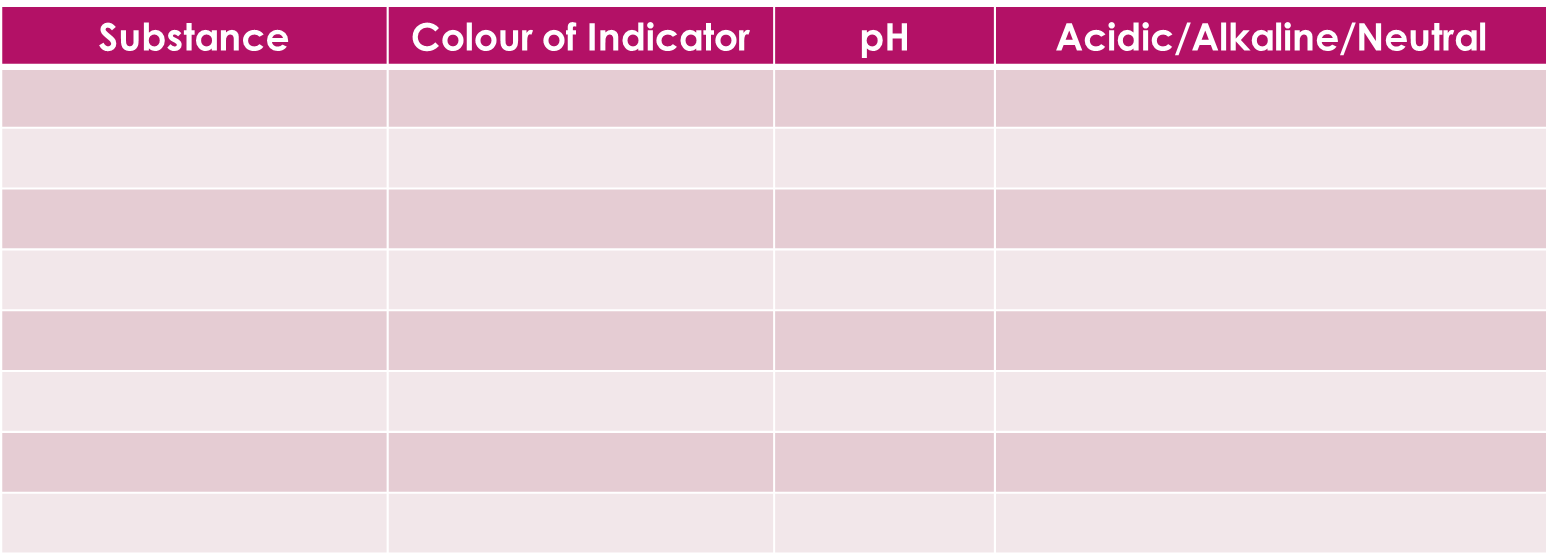 Substance Colour of Indicator pH Acidic/Alkaline/Neutral